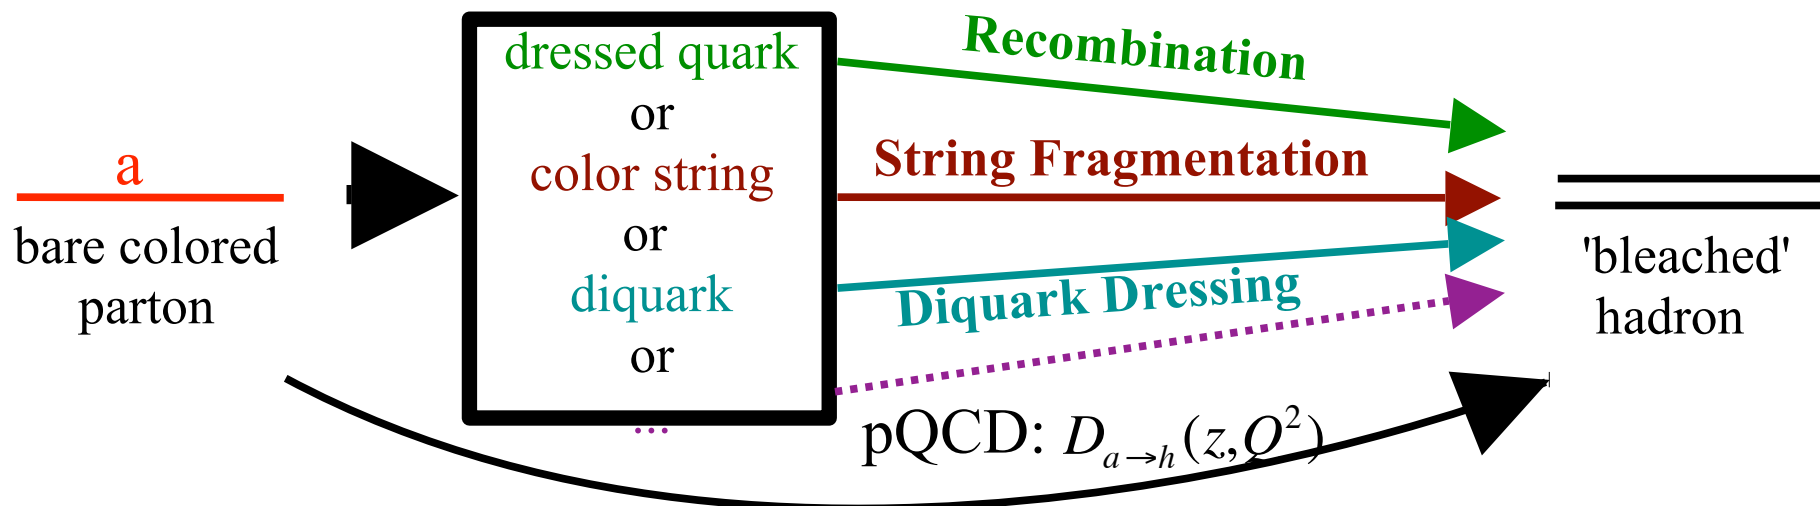 a
bare colored
parton
dressed quark
or
color string
or
diquark
or
...
Recombination
String Fragmentation
Diquark Dressing
pQCD: D_{a→h}(z,Q²)
'bleached'
hadron